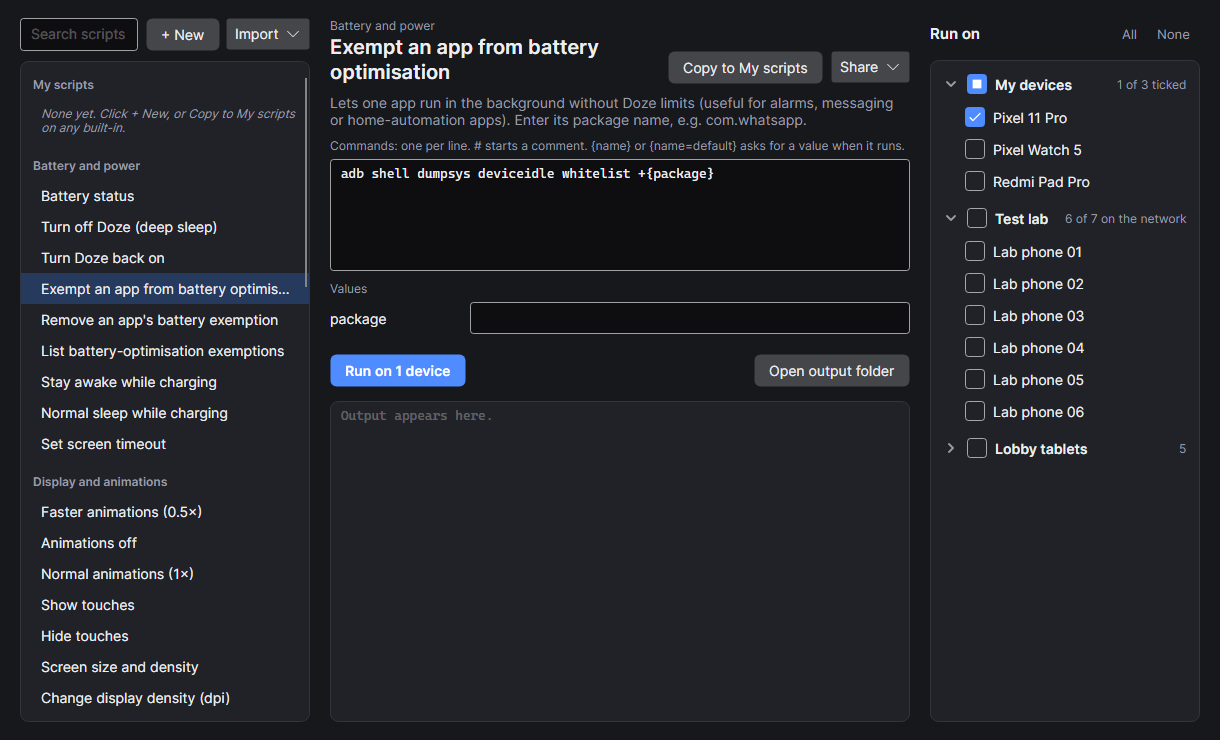 Search scripts
+ New
Import
My scripts
None yet. Click + New, or Copy to My scripts
on any built-in.
Battery and power
Battery status
Turn off Doze (deep sleep)
Turn Doze back on
Exempt an app from battery optimis...
Remove an app's battery exemption
List battery-optimisation exemptions
Stay awake while charging
Normal sleep while charging
Set screen timeout
Display and animations
Faster animations (0.5×)
Animations off
Normal animations (1×)
Show touches
Hide touches
Screen size and density
Change display density (dpi)
Battery and power
Exempt an app from battery
optimisation
Copy to My scripts
Share
Lets one app run in the background without Doze limits (useful for alarms, messaging
or home-automation apps). Enter its package name, e.g. com.whatsapp.
Commands: one per line. # starts a comment. {name} or {name=default} asks for a value when it runs.
adb shell dumpsys deviceidle whitelist +{package}
Values
package
Run on 1 device
Open output folder
Output appears here.
Run on
All
None
My devices
1 of 3 ticked
Pixel 11 Pro
Pixel Watch 5
Redmi Pad Pro
Test lab
6 of 7 on the network
Lab phone 01
Lab phone 02
Lab phone 03
Lab phone 04
Lab phone 05
Lab phone 06
Lobby tablets
5